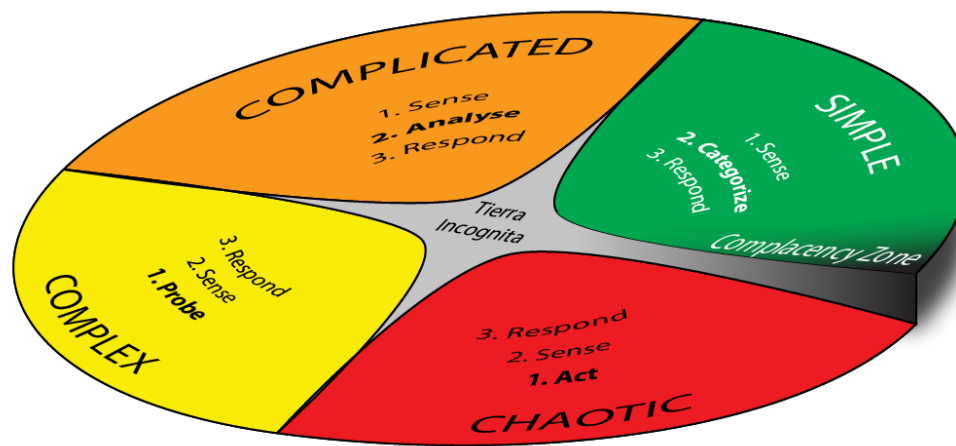 COMPLICATED
1. Sense
2. Analyse
3. Respond
SIMPLE
1. Sense
2. Categorize
3. Respond
Complacency Zone
Tierra
Incognita
3. Respond
2. Sense
1. Probe
COMPLEX
3. Respond
2. Sense
1. Act
CHAOTIC